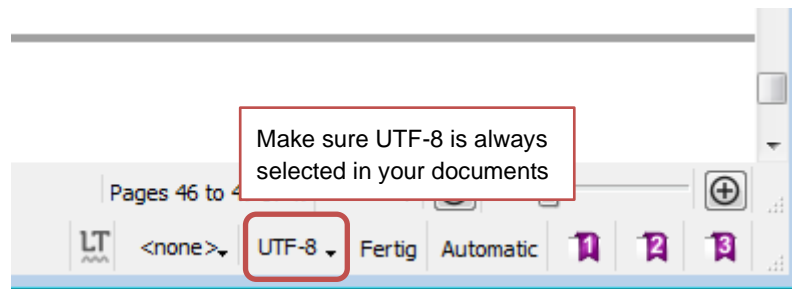 Make sure UTF-8 is always
selected in your documents
Pages 46 to 4
LT <none> UTF-8 Fertig Automatic 1 2 3